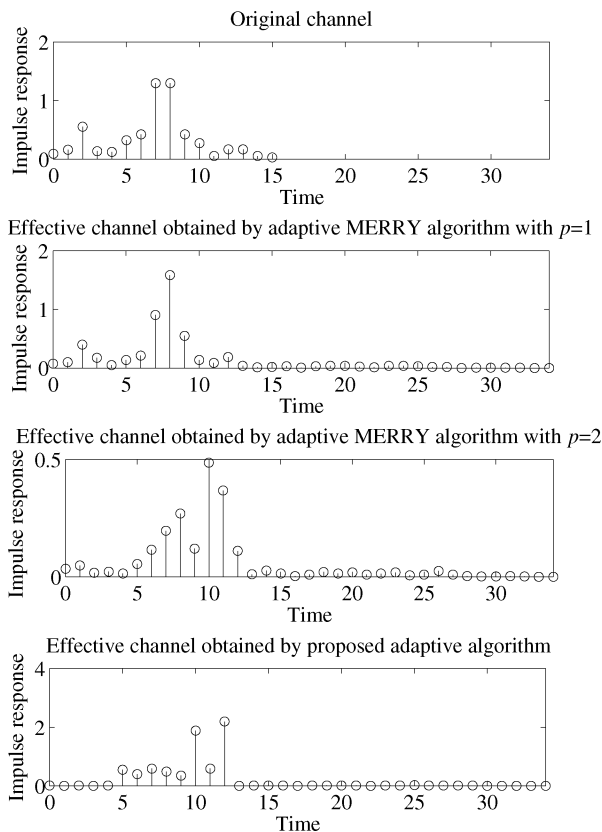 Original channel
Impulse response
2
1
0
0 5 10 15 20 25 30
Time
Effective channel obtained by adaptive MERRY algorithm with p=1
Impulse response
2
1
0
0 5 10 15 20 25 30
Time
Effective channel obtained by adaptive MERRY algorithm with p=2
Impulse response
0.5
0
0 5 10 15 20 25 30
Time
Effective channel obtained by proposed adaptive algorithm
Impulse response
4
2
0
0 5 10 15 20 25 30
Time